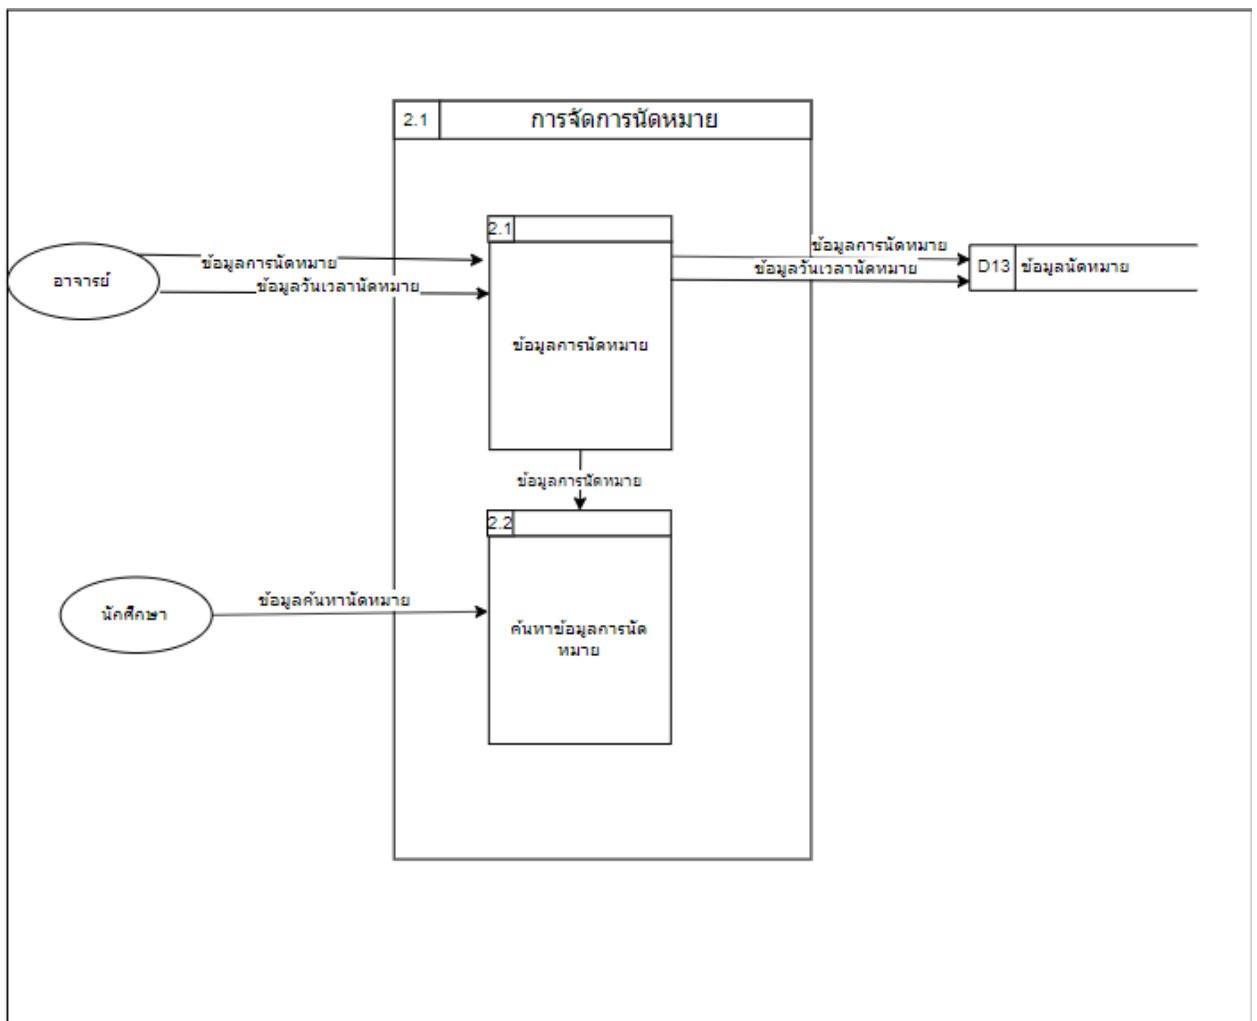 2.1 การจัดการนัดหมาย
2.1
ข้อมูลการนัดหมาย
ข้อมูลการนัดหมาย
D13 ข้อมูลนัดหมาย
ข้อมูลวันเวลานัดหมาย
อาจารย์
ข้อมูลวันเวลานัดหมาย
ข้อมูลการนัดหมาย
ข้อมูลการนัดหมาย
2.2
ข้อมูลค้นหานัดหมาย
นักศึกษา
ค้นหาข้อมูลการนัด
หมาย